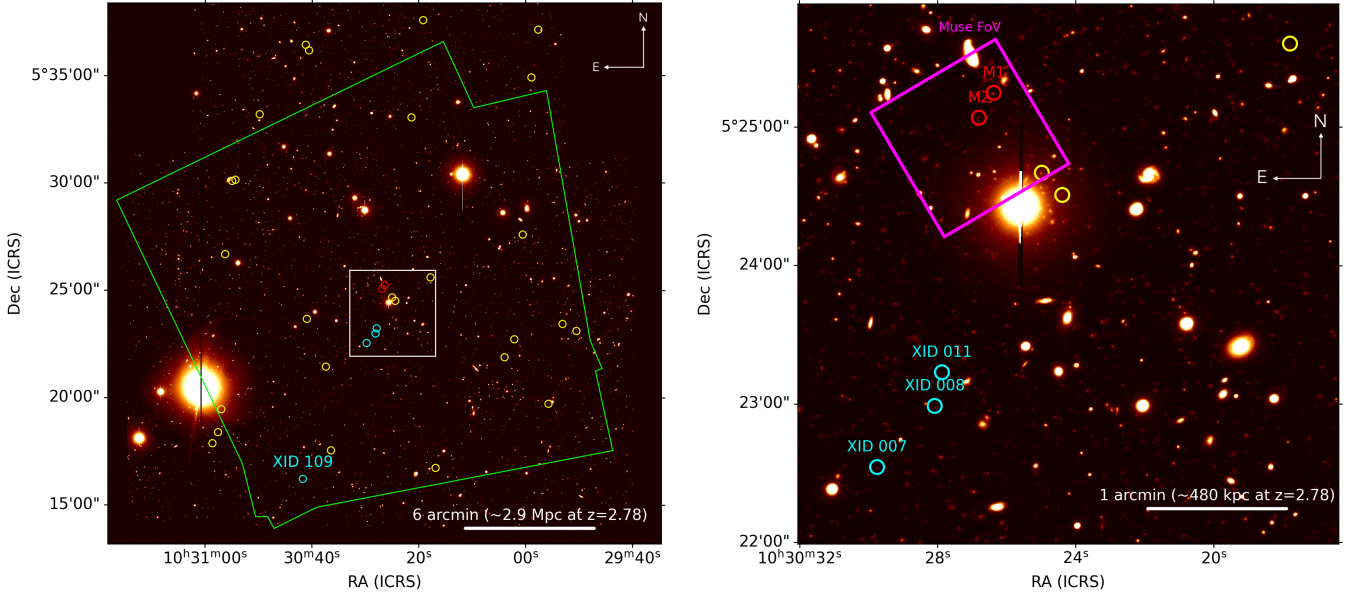 N
E
5°35'00"
30'00"
25'00"
20'00"
15'00"
Dec (ICRS)
XID 109
6 arcmin (~2.9 Mpc at z=2.78)
10ʰ31ᵐ00ˢ
30ᵐ40ˢ
20ˢ
00ˢ
29ᵐ40ˢ
RA (ICRS)
Muse FoV
M1
M2
N
E
5°25'00"
24'00"
23'00"
22'00"
Dec (ICRS)
XID 011
XID 008
XID 007
1 arcmin (~480 kpc at z=2.78)
10ʰ30ᵐ32ˢ
28ˢ
24ˢ
20ˢ
RA (ICRS)